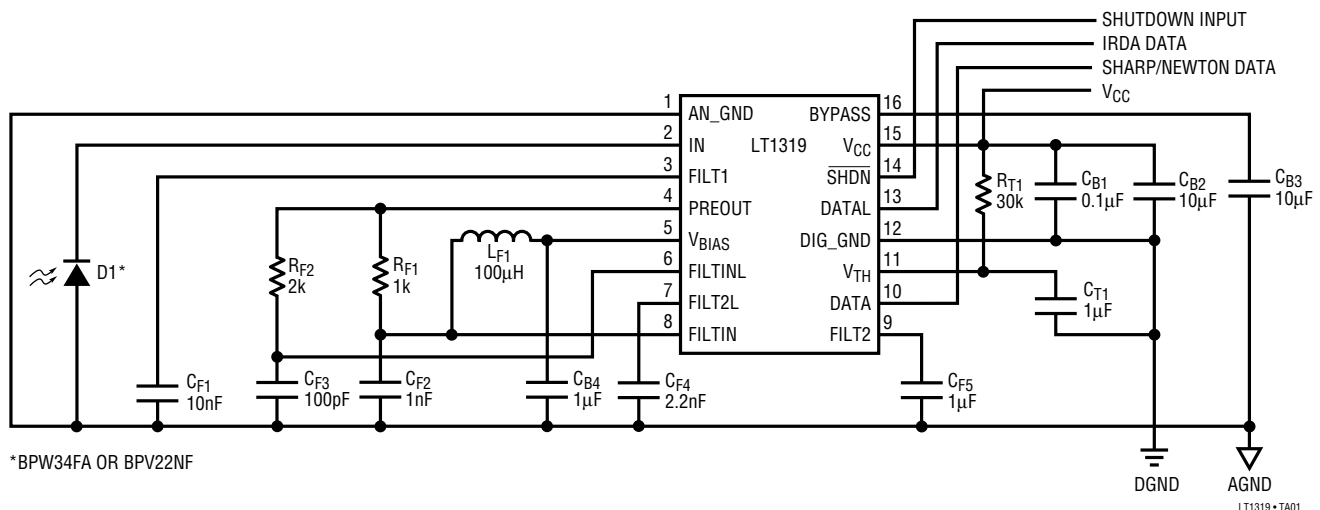 SHUTDOWN INPUT
IRDA DATA
SHARP/NEWTON DATA
VCC
1
AN_GND
BYPASS
16
2
IN
LT1319
VCC
15
3
FILT1
SHDN
14
4
PREOUT
DATAL
13
5
VBIAS
DIG_GND
12
6
FILTINL
VTH
11
7
FILT2L
DATA
10
8
FILTIN
FILT2
9
D1*
RF2
2k
RF1
1k
LF1
100µH
RT1
30k
CB1
0.1µF
CB2
10µF
CB3
10µF
CT1
1µF
CF1
10nF
CF3
100pF
CF2
1nF
CB4
1µF
CF4
2.2nF
CF5
1µF
*BPW34FA OR BPV22NF
DGND
AGND
LT1319 • TA01